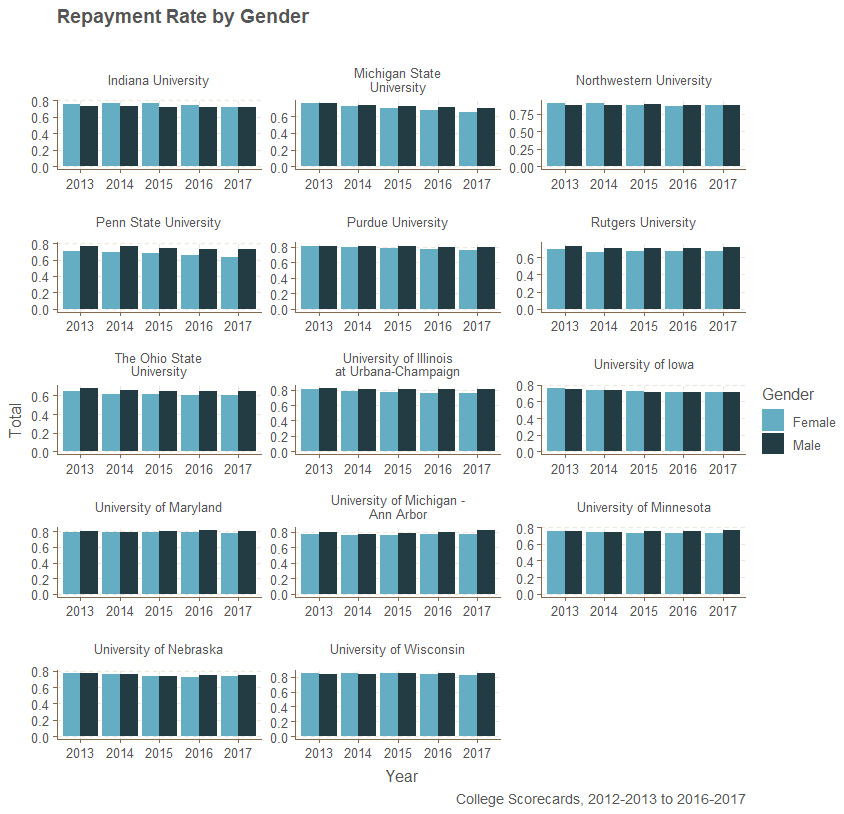 Repayment Rate by Gender
Indiana University
Michigan State
University
Northwestern University
0.8
0.6
0.4
0.2
0.0
2013 2014 2015 2016 2017
0.6
0.4
0.2
0.0
2013 2014 2015 2016 2017
0.75
0.50
0.25
0.00
2013 2014 2015 2016 2017
Penn State University
Purdue University
Rutgers University
0.8
0.6
0.4
0.2
0.0
2013 2014 2015 2016 2017
0.8
0.6
0.4
0.2
0.0
2013 2014 2015 2016 2017
0.6
0.4
0.2
0.0
2013 2014 2015 2016 2017
The Ohio State
University
University of Illinois
at Urbana-Champaign
University of Iowa
0.6
0.4
0.2
0.0
2013 2014 2015 2016 2017
0.8
0.6
0.4
0.2
0.0
2013 2014 2015 2016 2017
0.8
0.6
0.4
0.2
0.0
2013 2014 2015 2016 2017
University of Maryland
University of Michigan -
Ann Arbor
University of Minnesota
0.8
0.6
0.4
0.2
0.0
2013 2014 2015 2016 2017
0.8
0.6
0.4
0.2
0.0
2013 2014 2015 2016 2017
0.8
0.6
0.4
0.2
0.0
2013 2014 2015 2016 2017
University of Nebraska
University of Wisconsin
0.8
0.6
0.4
0.2
0.0
2013 2014 2015 2016 2017
0.8
0.6
0.4
0.2
0.0
2013 2014 2015 2016 2017
Total
Year
Gender
Female
Male
College Scorecards, 2012-2013 to 2016-2017